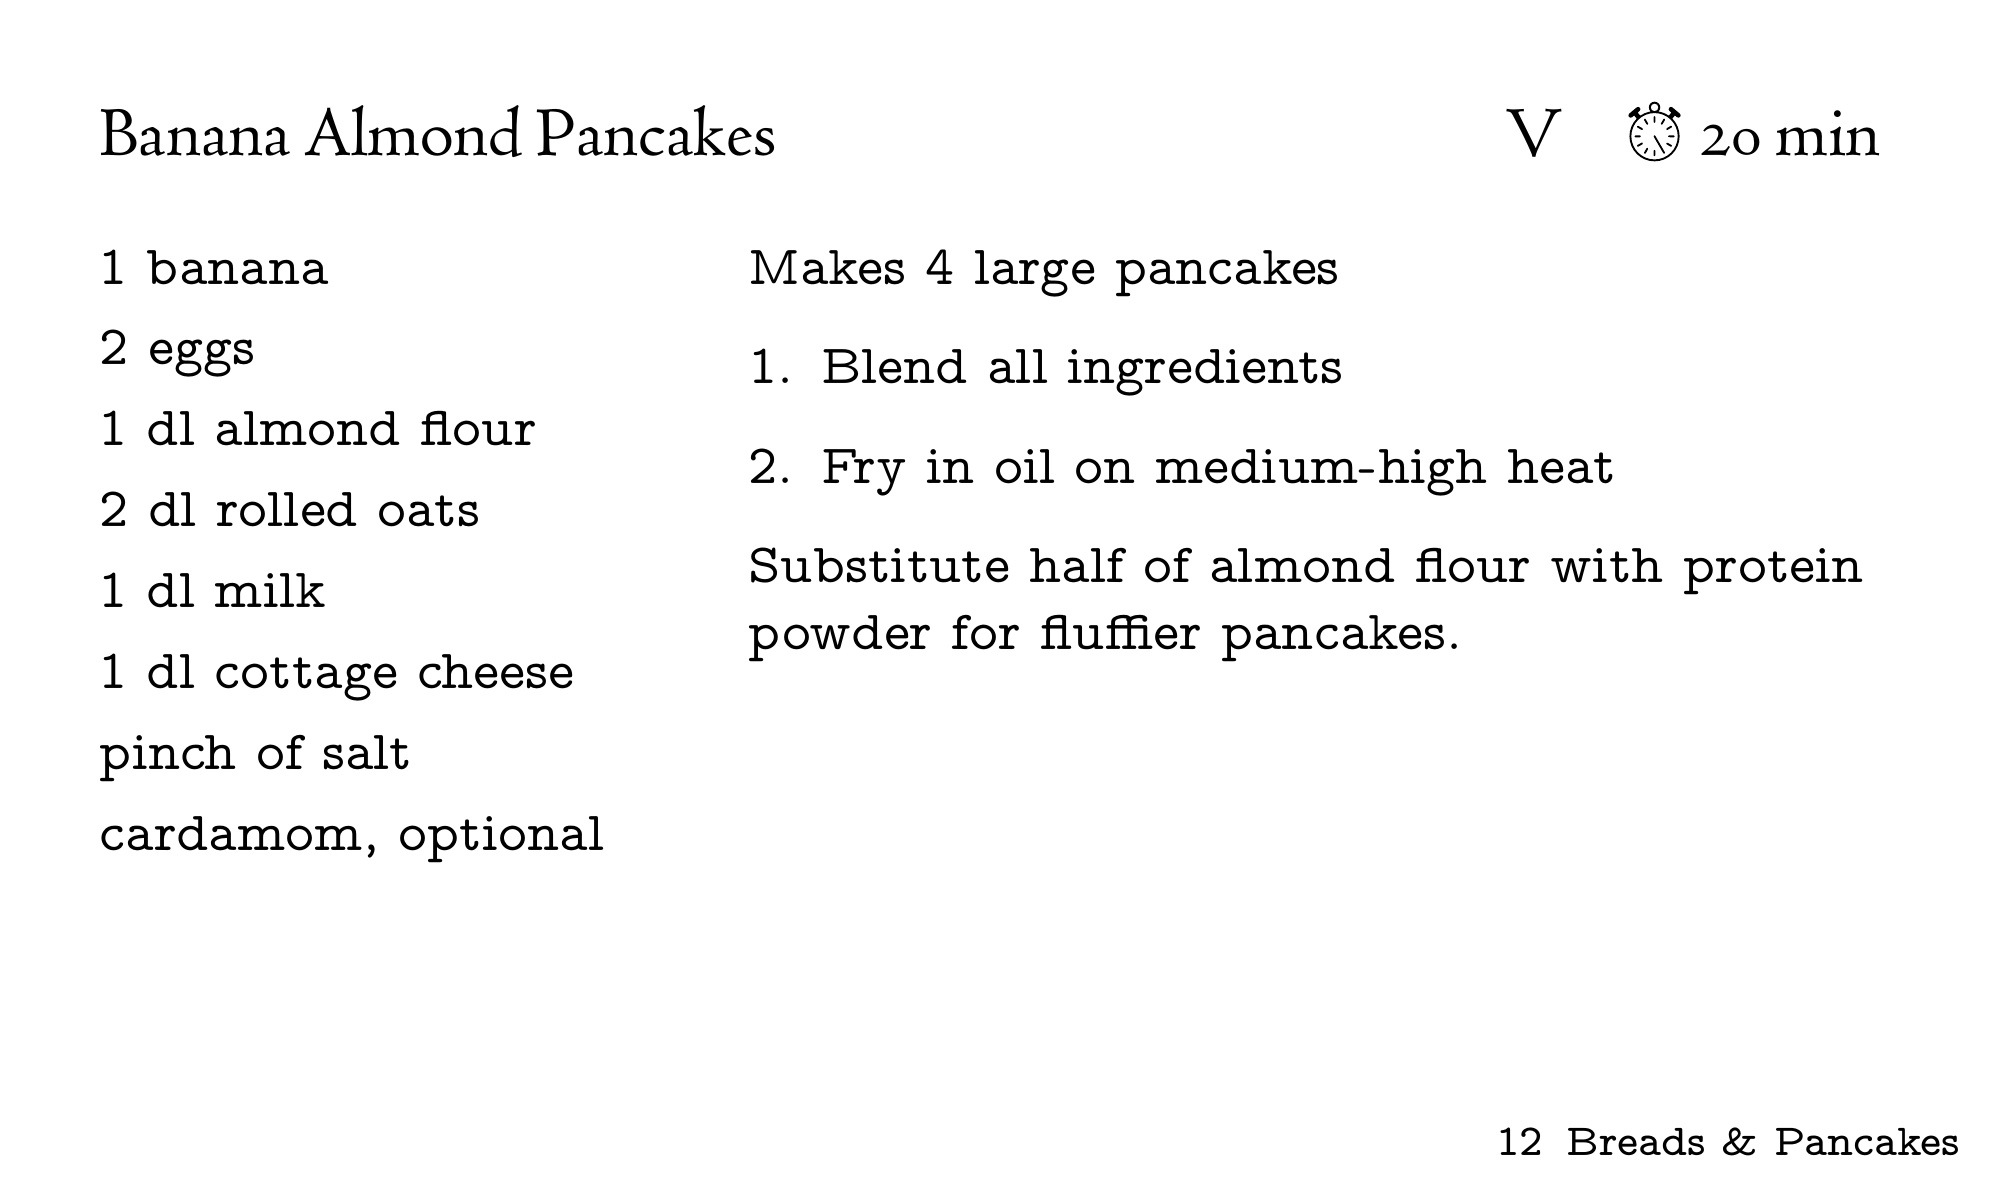 Banana Almond Pancakes
V
20 min
1 banana
2 eggs
1 dl almond flour
2 dl rolled oats
1 dl milk
1 dl cottage cheese
pinch of salt
cardamom, optional
Makes 4 large pancakes
1. Blend all ingredients
2. Fry in oil on medium-high heat
Substitute half of almond flour with protein
powder for fluffier pancakes.
12 Breads & Pancakes